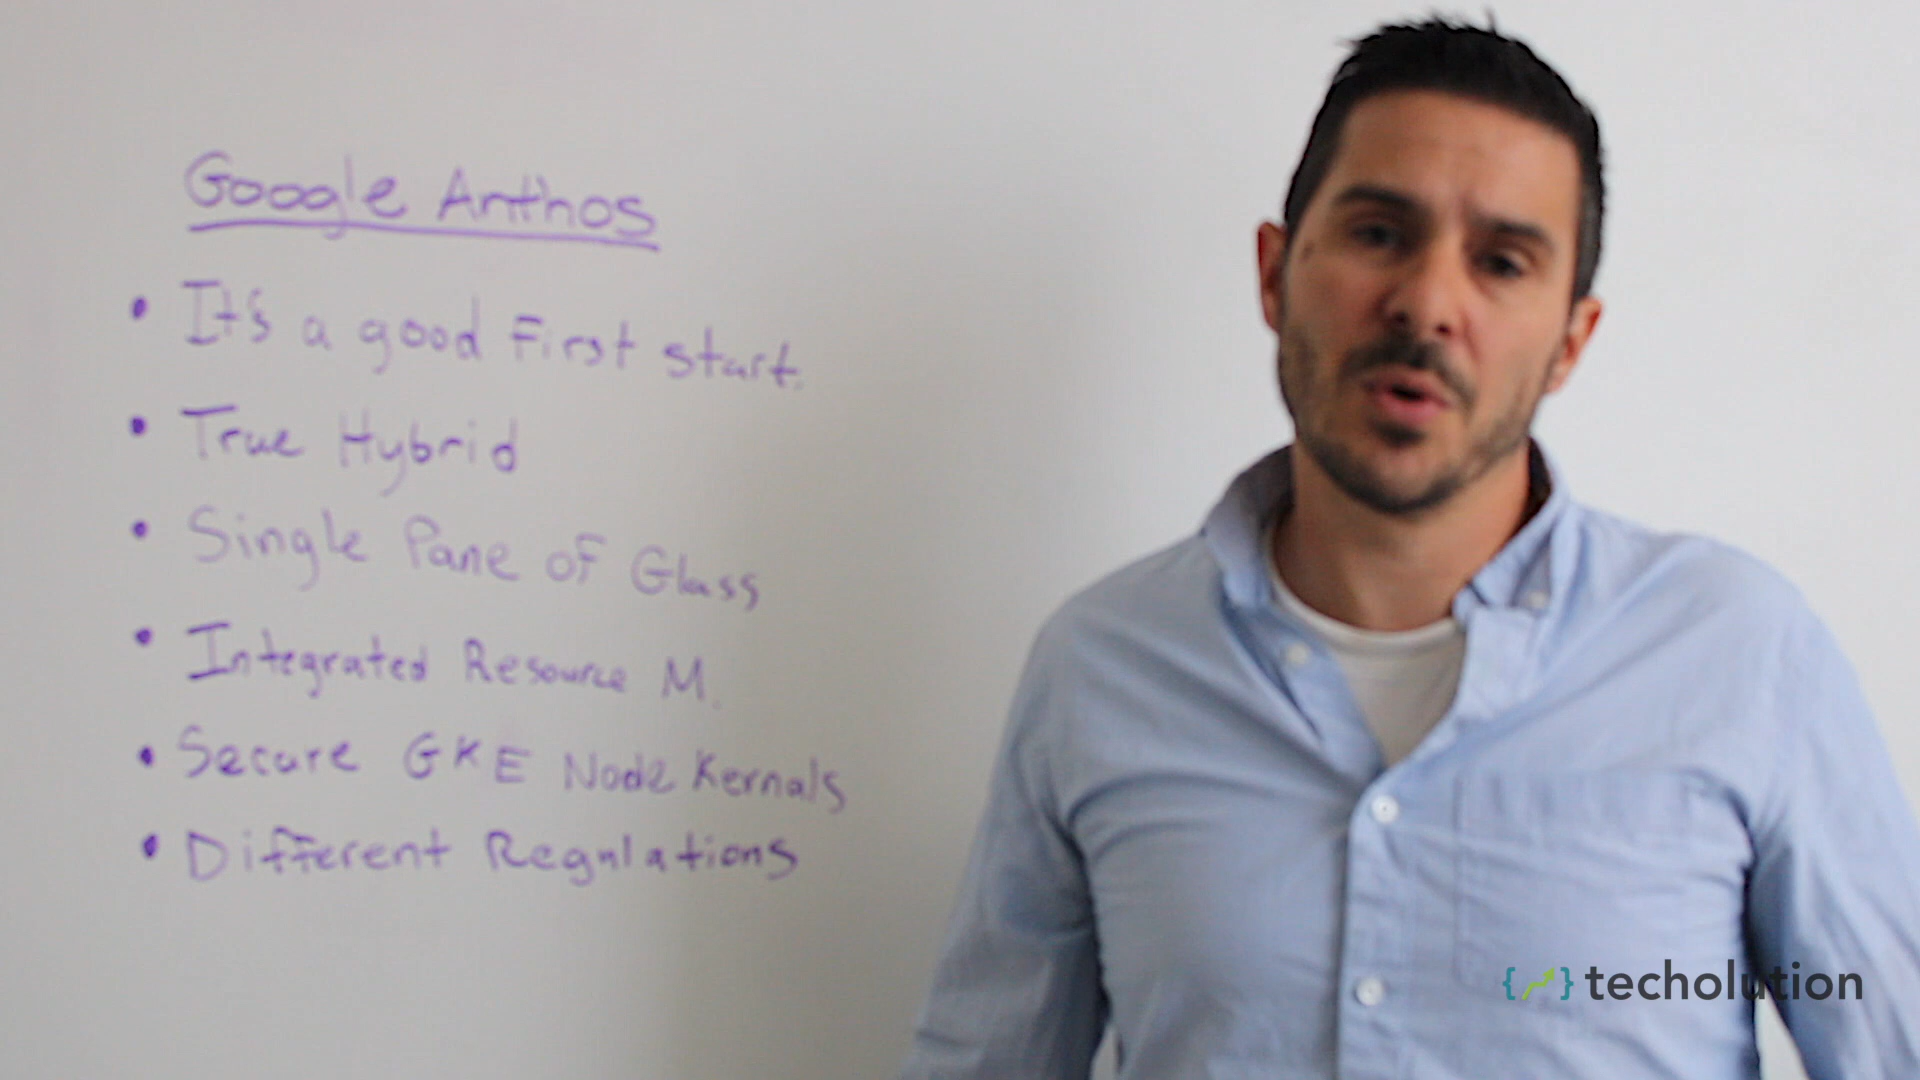 Google Anthos
• It's a good First start.
• True Hybrid
• Single Pane of Glass
• Integrated Resource M.
• Secure GKE Node Kernals
• Different Regulations
{ } techolution